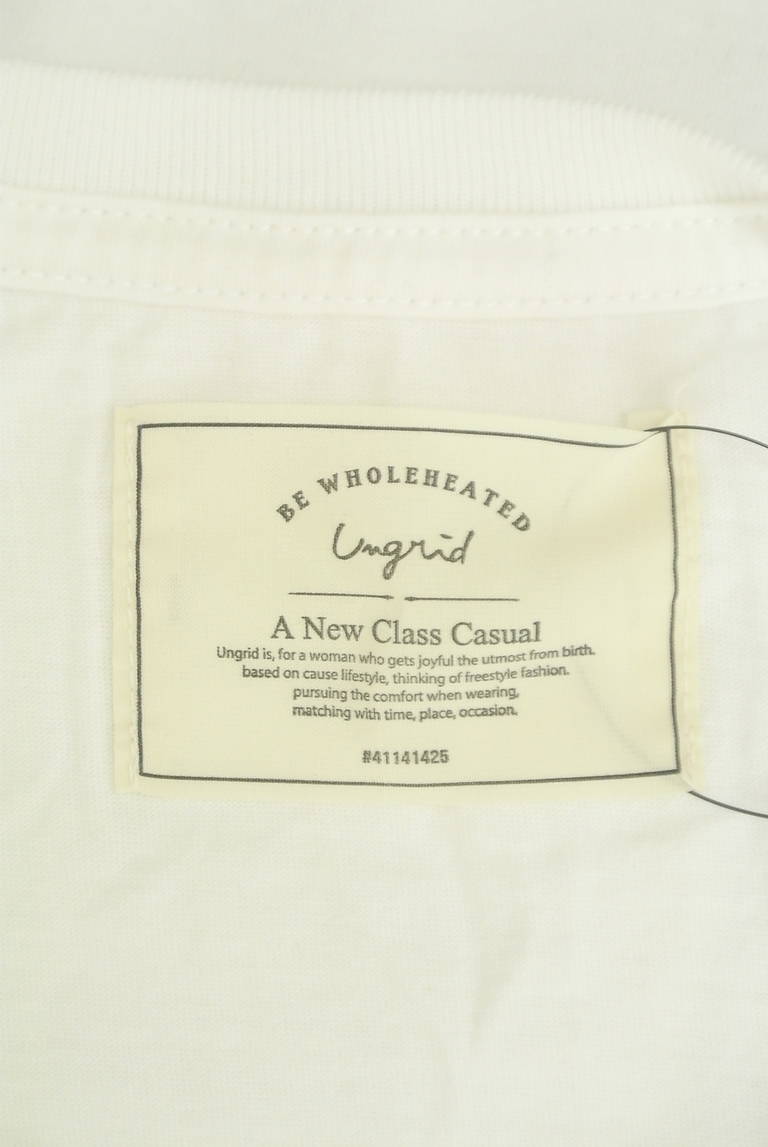 BE WHOLEHEATED
Ungrid
A New Class Casual
Ungrid is, for a woman who gets joyful the utmost from birth.
based on cause lifestyle, thinking of freestyle fashion.
pursuing the comfort when wearing,
matching with time, place, occasion.
#41141425